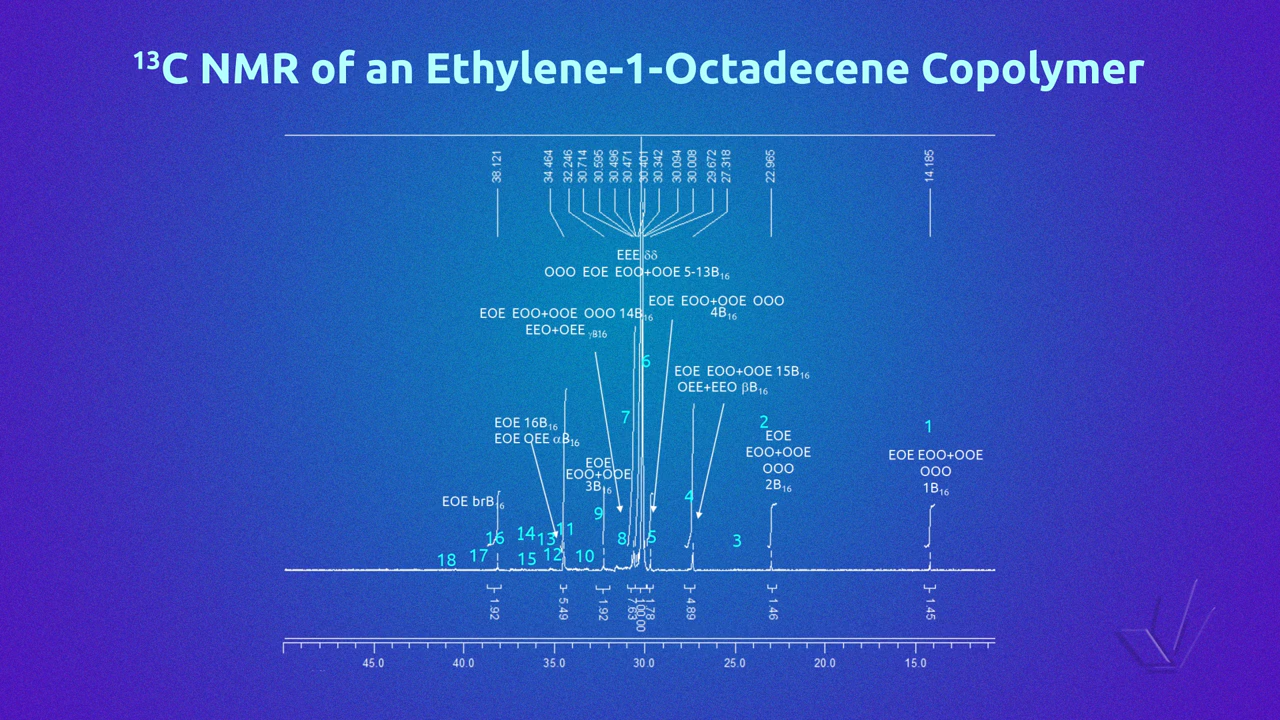 ¹³C NMR of an Ethylene-1-Octadecene Copolymer
38.121 34.464 32.246 30.714 30.595 30.496 30.471 30.401 30.342 30.094 30.008 29.672 27.318 22.965 14.185
EEE δδ
OOO EOE EOO+OOE 5-13B₁₆
EOE EOO+OOE OOO 14B₁₆
EEO+OEE γB16
EOE EOO+OOE OOO
4B₁₆
6
EOE EOO+OOE 15B₁₆
OEE+EEO βB₁₆
7
EOE 16B₁₆
EOE OEE αB₁₆
2
EOE
EOO+OOE
OOO
2B₁₆
1
EOE EOO+OOE
OOO
1B₁₆
EOE
EOO+OOE
3B₁₆
EOE brB₁₆
4
9
18 17 16 15 14 13 12 11 10 8 5 3
1.92 5.49 1.92 7.63 100.00 1.78 4.89 1.46 1.45
45.0 40.0 35.0 30.0 25.0 20.0 15.0